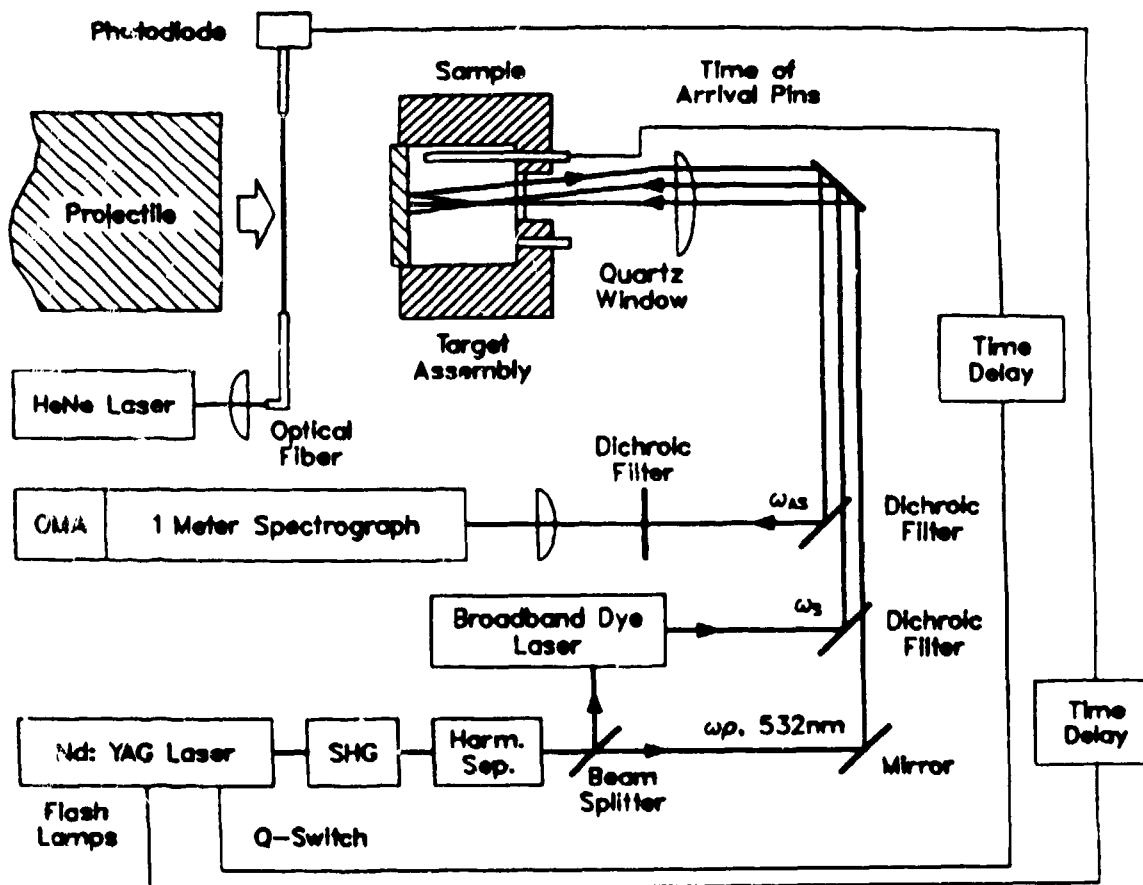 Photodiode
Sample
Time of
Arrival Pins
Projectile
Quartz
Window
Target
Assembly
Time
Delay
HeNe Laser
Optical
Fiber
Dichroic
Filter
OMA
1 Meter Spectrograph
ωAS
Dichroic
Filter
Broadband Dye
Laser
ωS
Dichroic
Filter
Nd: YAG Laser
SHG
Harm.
Sep.
ωρ, 532nm
Time
Delay
Beam
Splitter
Mirror
Flash
Lamps
Q-Switch